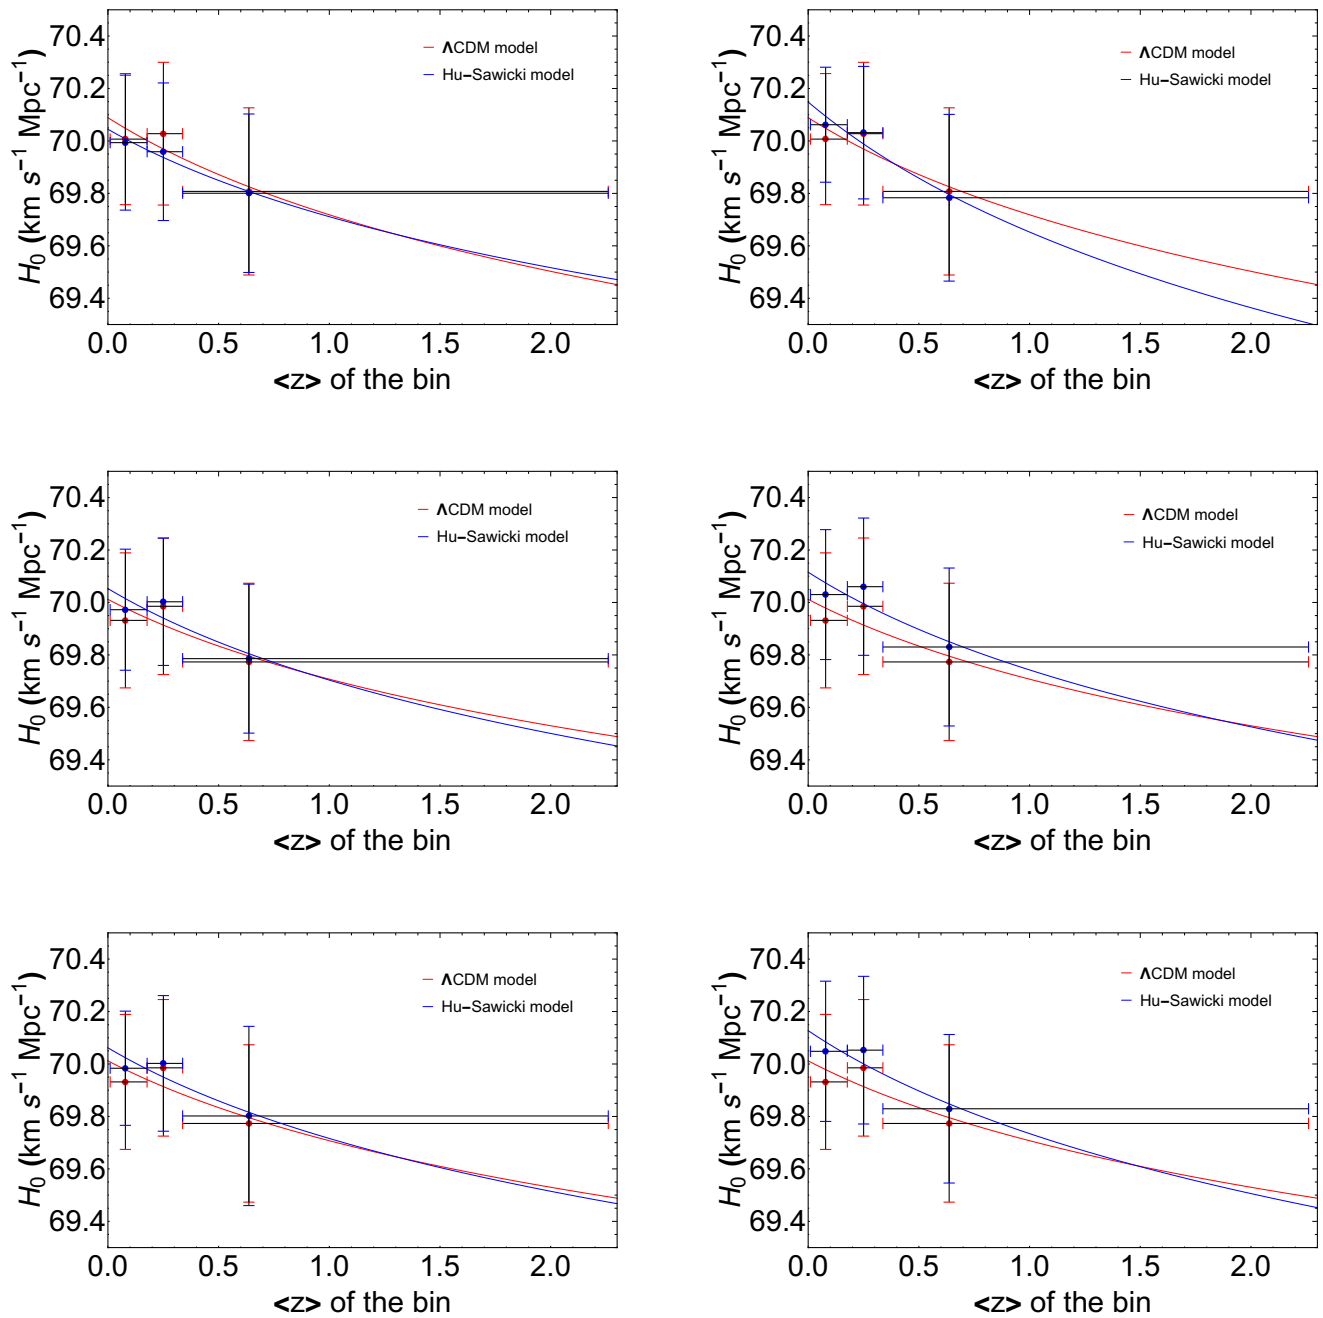 70.4
70.2
70.0
69.8
69.6
69.4
H₀ (km s⁻¹ Mpc⁻¹)
ΛCDM model
Hu−Sawicki model
0.0 0.5 1.0 1.5 2.0
<z> of the bin
70.4
70.2
70.0
69.8
69.6
69.4
H₀ (km s⁻¹ Mpc⁻¹)
ΛCDM model
Hu−Sawicki model
0.0 0.5 1.0 1.5 2.0
<z> of the bin
70.4
70.2
70.0
69.8
69.6
69.4
H₀ (km s⁻¹ Mpc⁻¹)
ΛCDM model
Hu−Sawicki model
0.0 0.5 1.0 1.5 2.0
<z> of the bin
70.4
70.2
70.0
69.8
69.6
69.4
H₀ (km s⁻¹ Mpc⁻¹)
ΛCDM model
Hu−Sawicki model
0.0 0.5 1.0 1.5 2.0
<z> of the bin
70.4
70.2
70.0
69.8
69.6
69.4
H₀ (km s⁻¹ Mpc⁻¹)
ΛCDM model
Hu−Sawicki model
0.0 0.5 1.0 1.5 2.0
<z> of the bin
70.4
70.2
70.0
69.8
69.6
69.4
H₀ (km s⁻¹ Mpc⁻¹)
ΛCDM model
Hu−Sawicki model
0.0 0.5 1.0 1.5 2.0
<z> of the bin